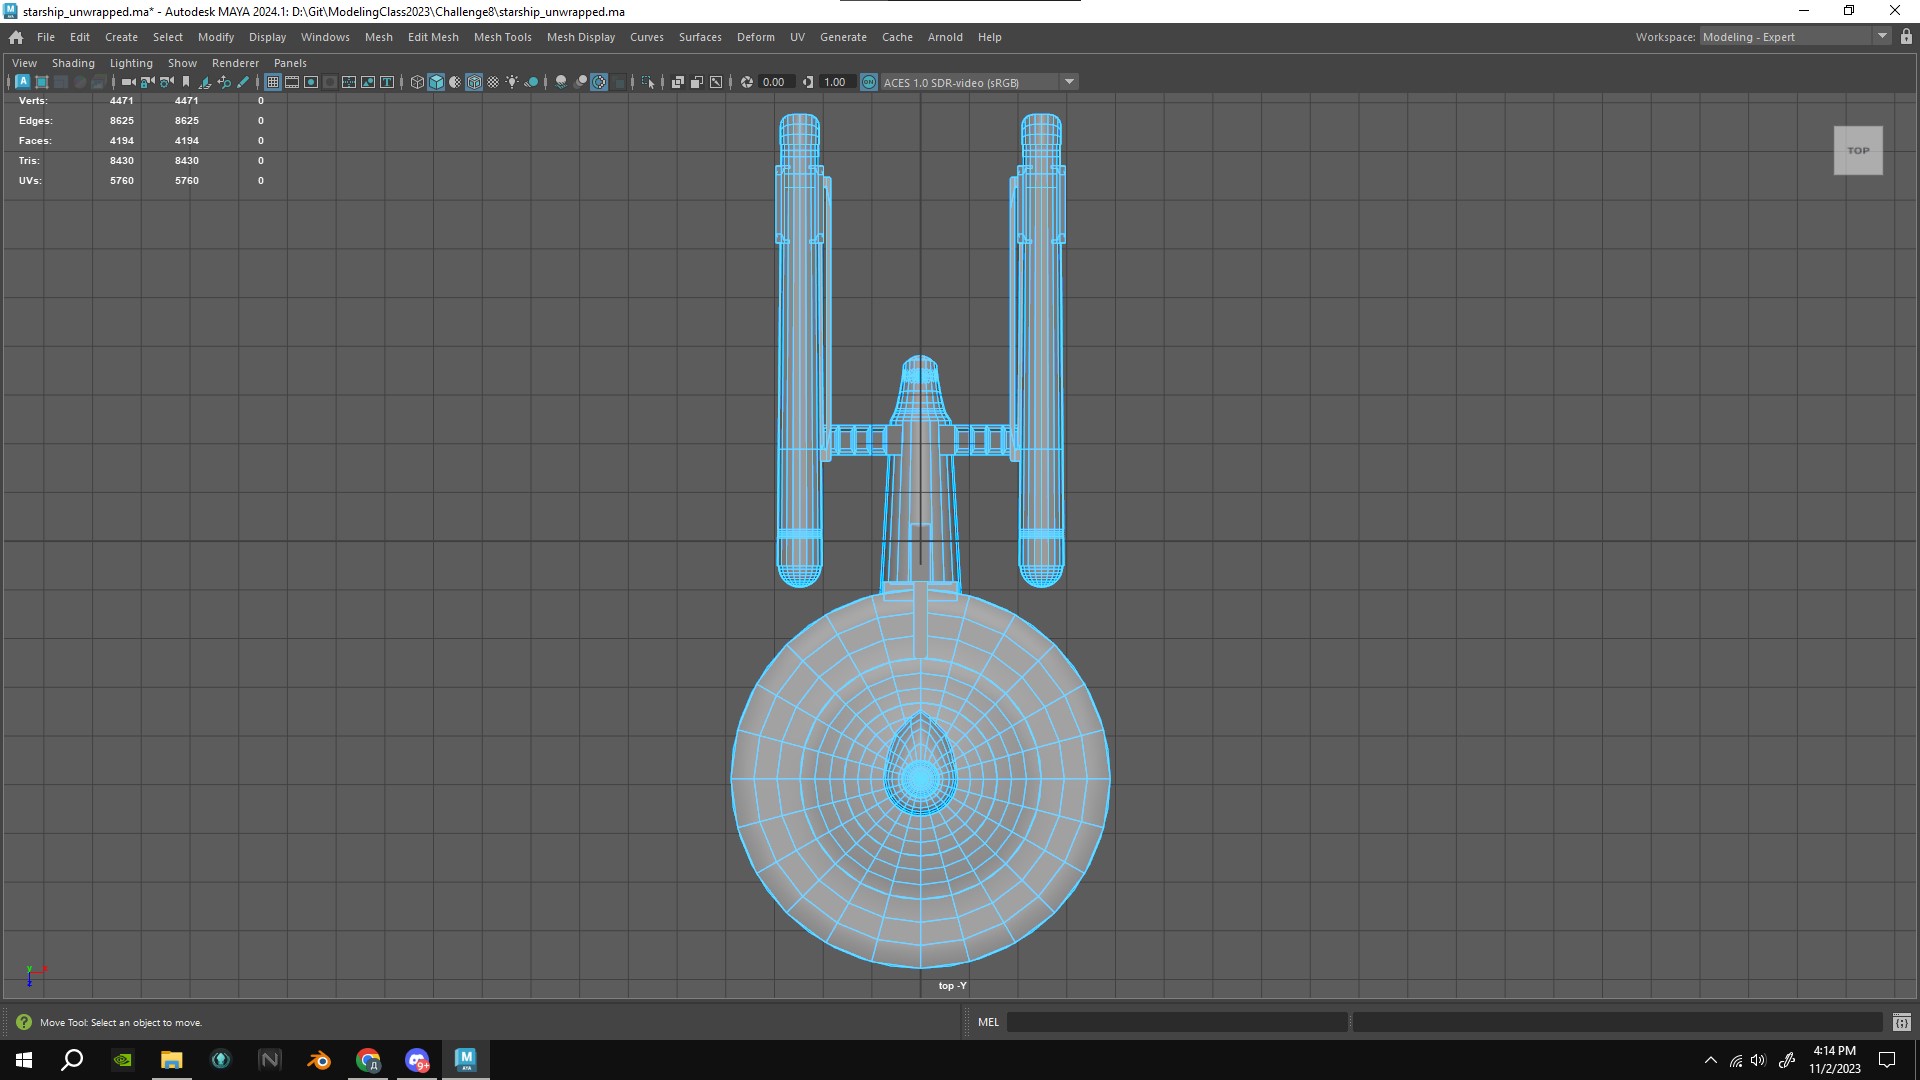 starship_unwrapped.ma* - Autodesk MAYA 2024.1: D:\Git\ModelingClass2023\Challenge8\starship_unwrapped.ma
File Edit Create Select Modify Display Windows Mesh Edit Mesh Mesh Tools Mesh Display Curves Surfaces Deform UV Generate Cache Arnold Help Workspace: Modeling - Expert
View Shading Lighting Show Renderer Panels
0.00 1.00 ON ACES 1.0 SDR-video (sRGB)
Verts: 4471 4471 0
Edges: 8625 8625 0
Faces: 4194 4194 0
Tris: 8430 8430 0
UVs: 5760 5760 0
TOP
y x
z
top -Y
Move Tool: Select an object to move. MEL
9+ M AYA
4:14 PM
11/2/2023